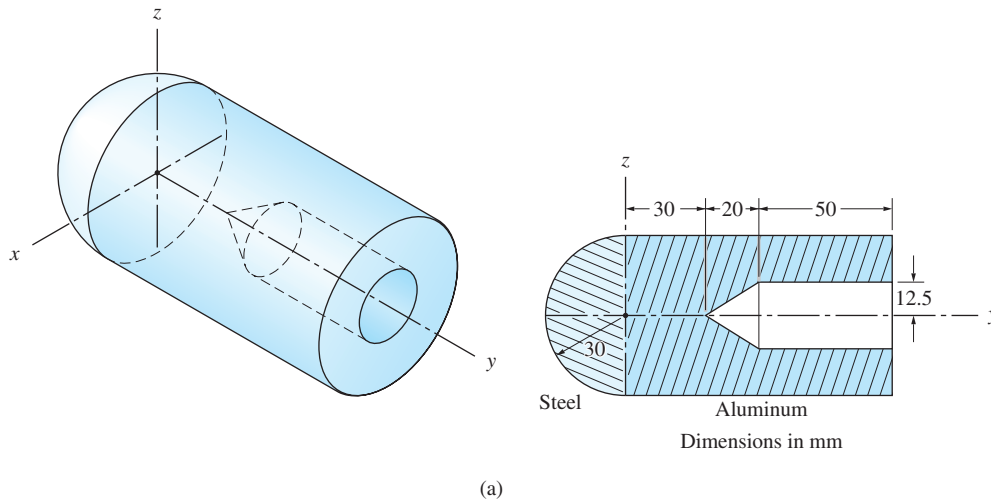 z
x
y
z
30
20
50
12.5
y
30
Steel
Aluminum
Dimensions in mm
(a)